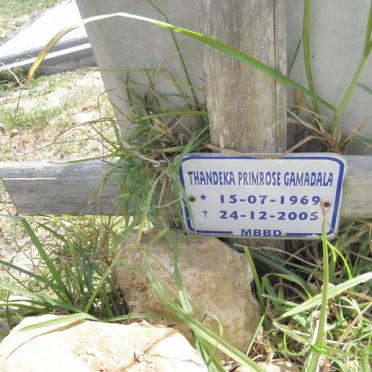 THANDEKA PRIMROSE GAMADALA
★ 15-07-1969
✝ 24-12-2005
MBBD